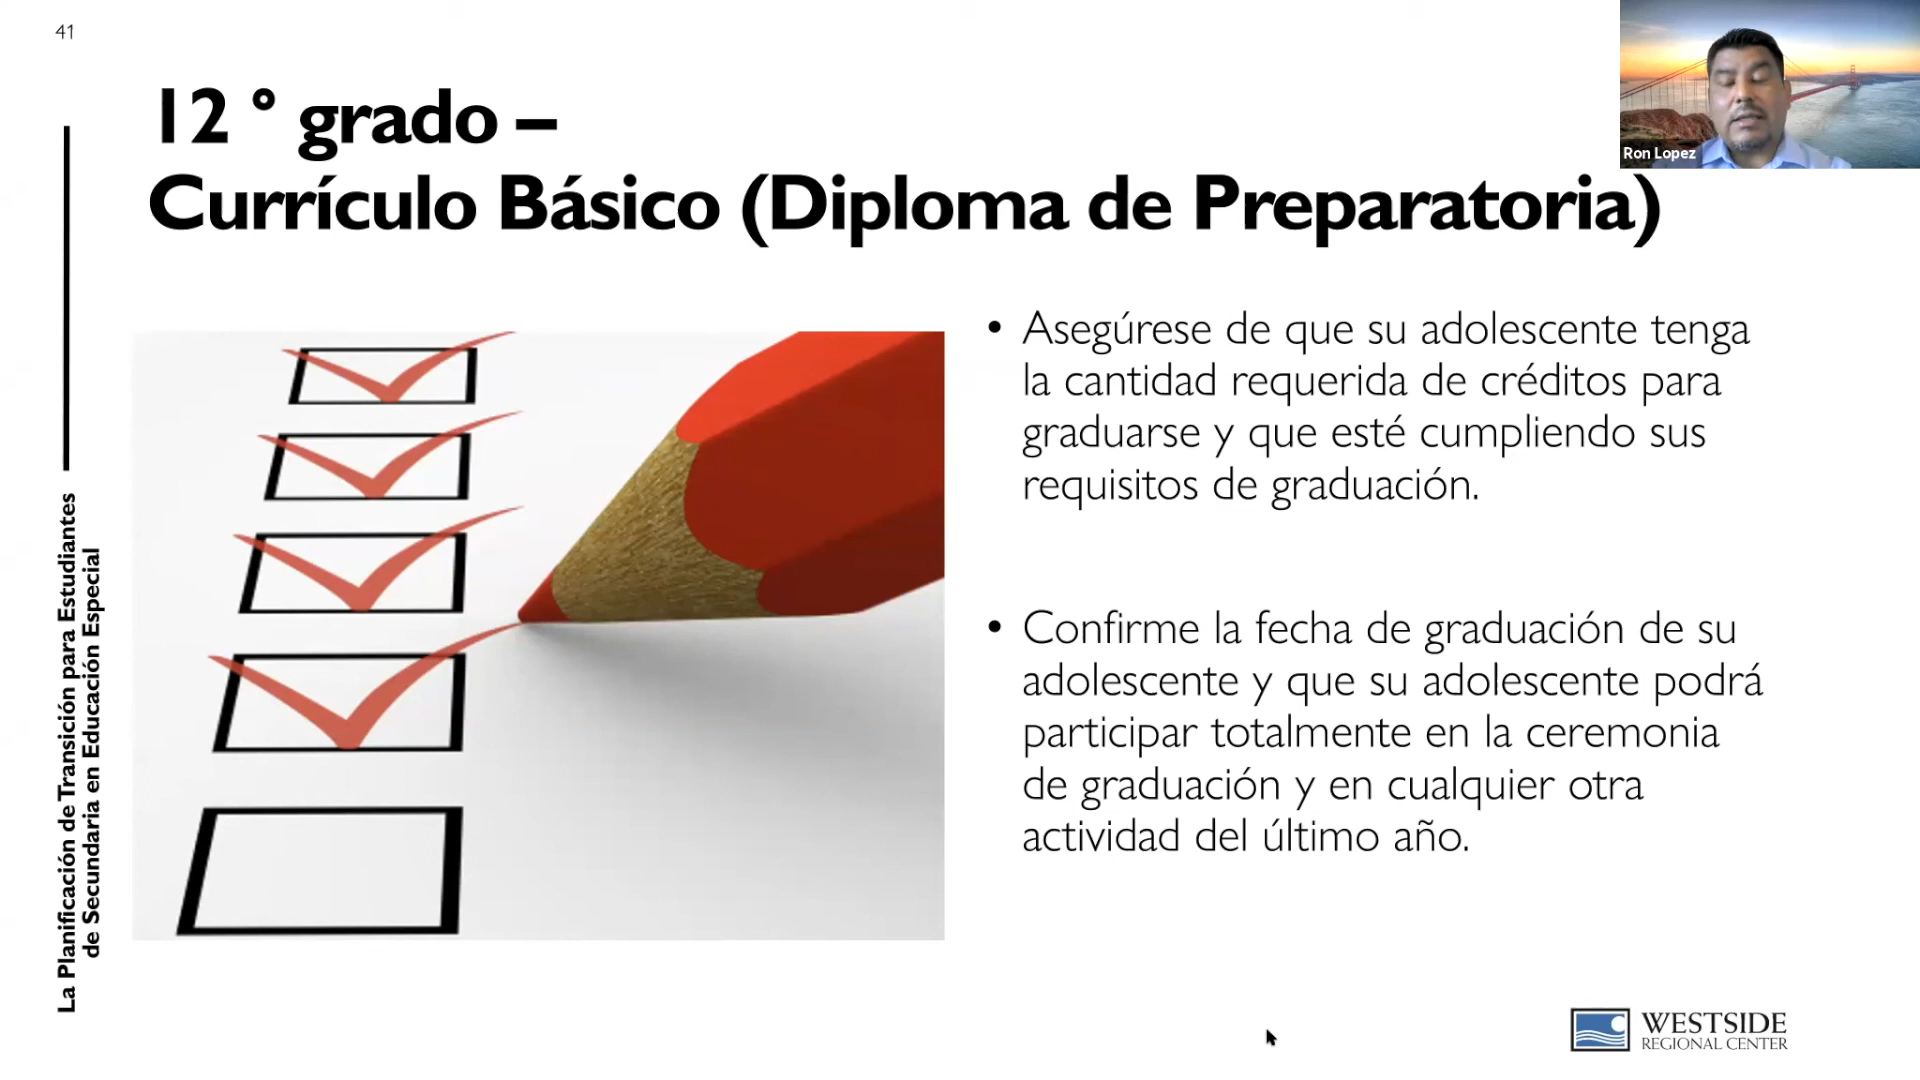 41
12 ° grado –
Currículo Básico (Diploma de Preparatoria)
Ron Lopez
La Planificación de Transición para Estudiantes
de Secundaria en Educación Especial
• Asegúrese de que su adolescente tenga
la cantidad requerida de créditos para
graduarse y que esté cumpliendo sus
requisitos de graduación.
• Confirme la fecha de graduación de su
adolescente y que su adolescente podrá
participar totalmente en la ceremonia
de graduación y en cualquier otra
actividad del último año.
WESTSIDE
REGIONAL CENTER